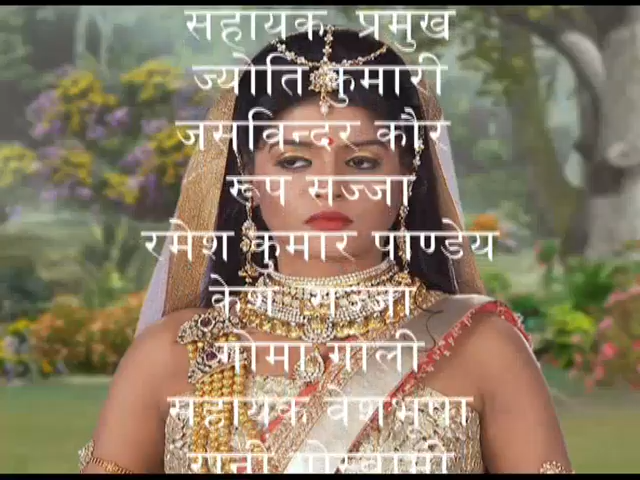 सहायक प्रमुख
ज्योति कुमारी
जसविन्दर कौर
रूप सज्जा
रमेश कुमार पाण्डेय
केश सज्जा
गोमा गोली
सहायक वेशभूषा